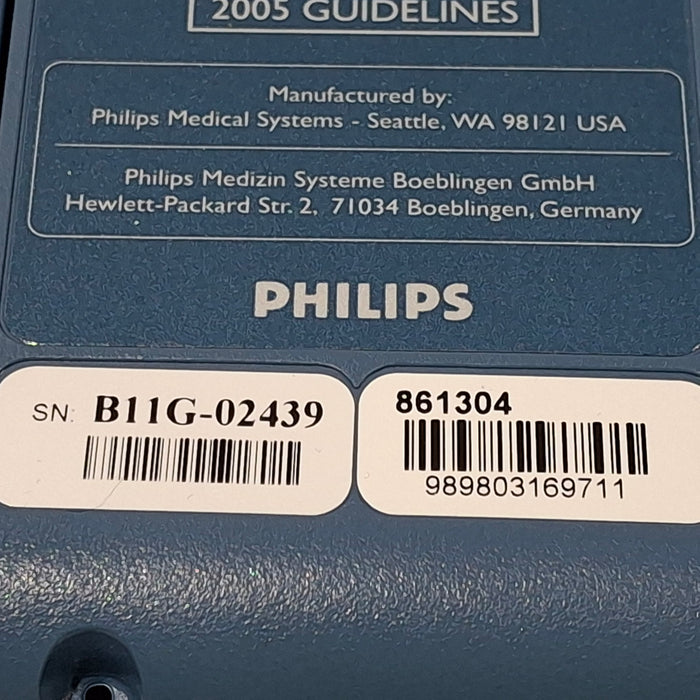 2005 GUIDELINES
Manufactured by:
Philips Medical Systems - Seattle, WA 98121 USA
Philips Medizin Systeme Boeblingen GmbH
Hewlett-Packard Str. 2, 71034 Boeblingen, Germany
PHILIPS
SN: B11G-02439
861304
989803169711